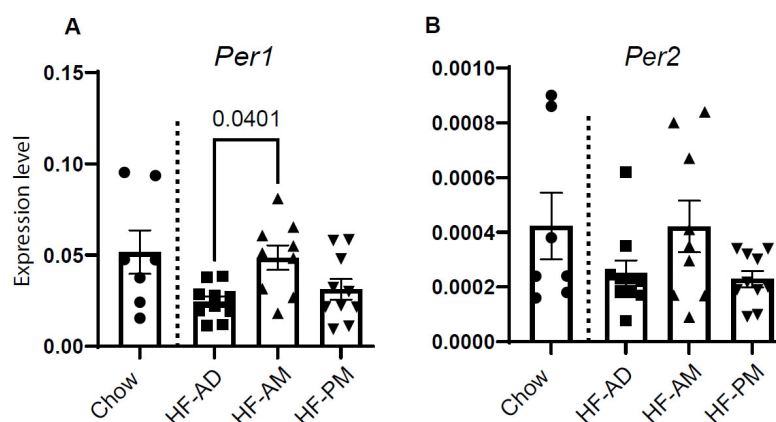 A
Per1
Expression level
0.15
0.10
0.05
0.00
0.0401
Chow
HF-AD
HF-AM
HF-PM
B
Per2
0.0010
0.0008
0.0006
0.0004
0.0002
0.0000
Chow
HF-AD
HF-AM
HF-PM